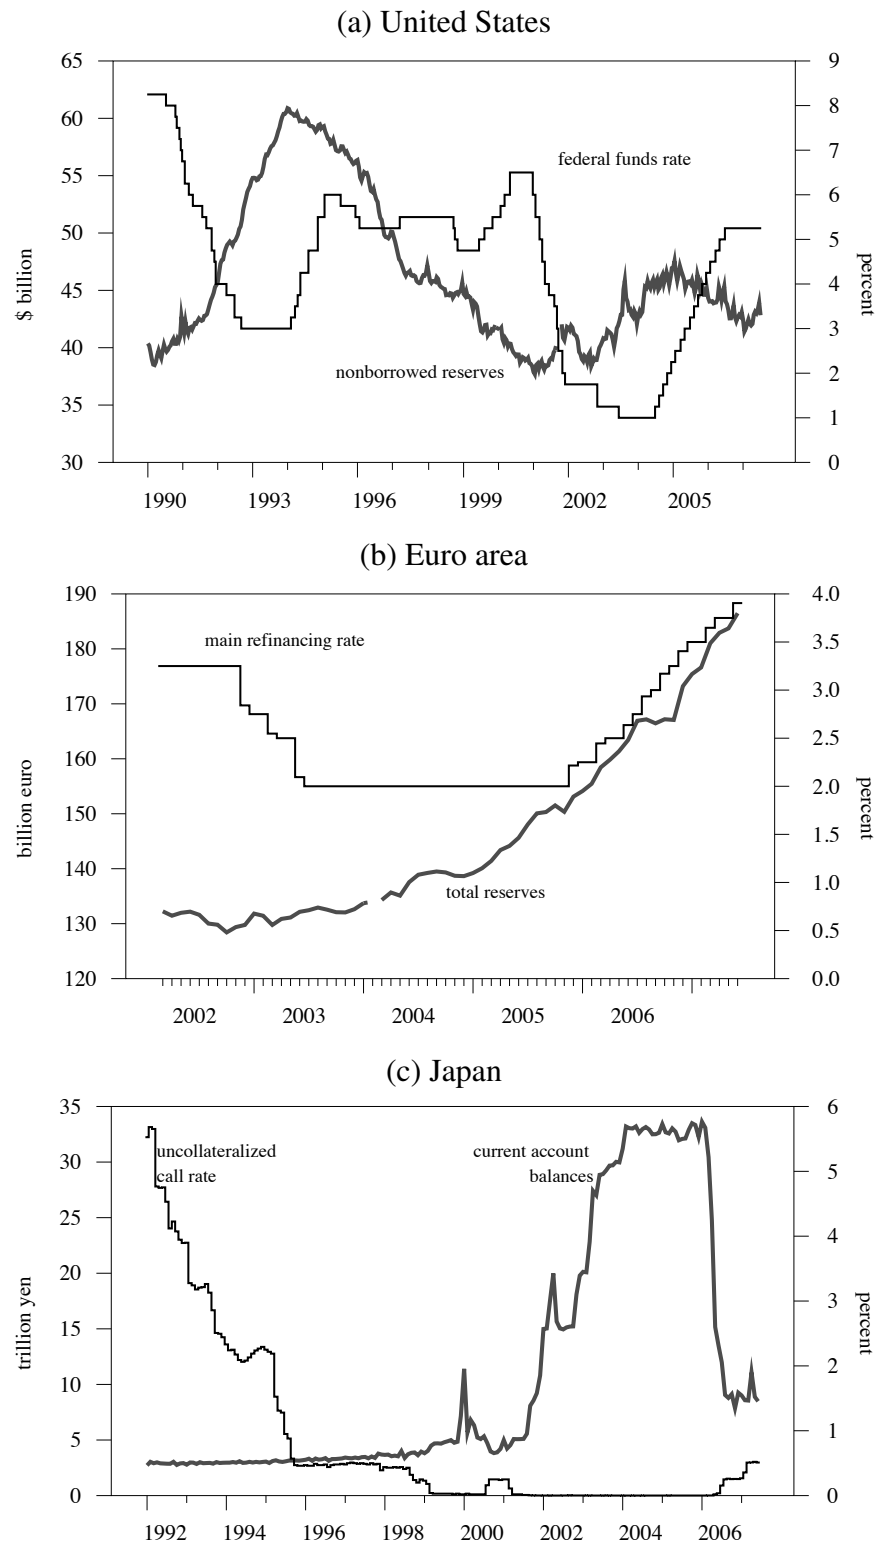 (a) United States
65
60
55
50
45
40
35
30
$ billion
9
8
7
6
5
4
3
2
1
0
percent
federal funds rate
nonborrowed reserves
1990 1993 1996 1999 2002 2005
(b) Euro area
190
180
170
160
150
140
130
120
billion euro
4.0
3.5
3.0
2.5
2.0
1.5
1.0
0.5
0.0
percent
main refinancing rate
total reserves
2002 2003 2004 2005 2006
(c) Japan
35
30
25
20
15
10
5
0
trillion yen
6
5
4
3
2
1
0
percent
uncollateralized
call rate
current account
balances
1992 1994 1996 1998 2000 2002 2004 2006